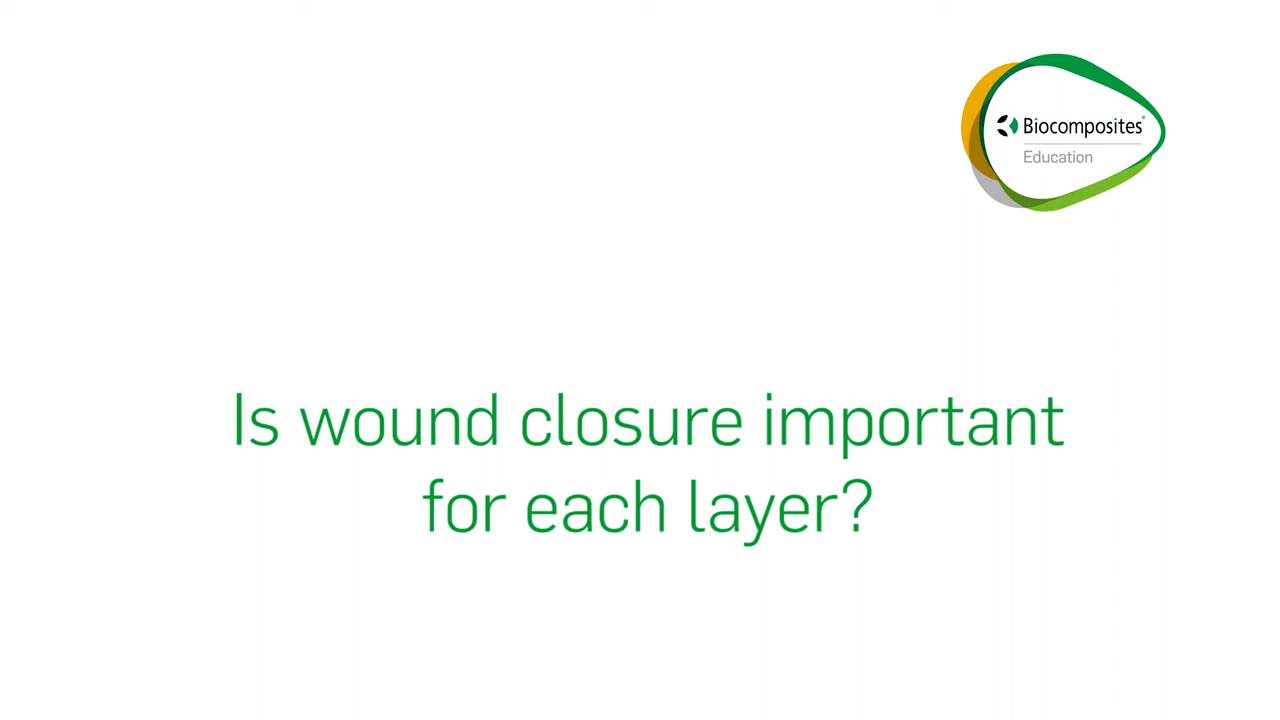 Biocomposites®
Education
Is wound closure important
for each layer?